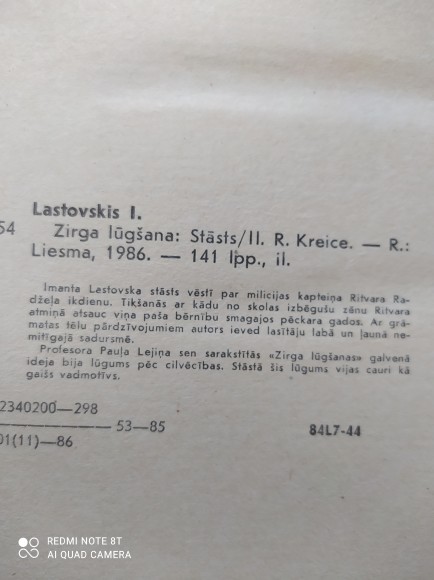 Lastovskis I.
54 Zirga lūgšana: Stāsts/Il. R. Kreice. — R.:
Liesma, 1986. — 141 lpp., il.
Imanta Lastovska stāsts vēstī par milicijas kapteiņa Ritvara Ra-
džeļa ikdienu. Tikšanās ar kādu no skolas izbēgušu zēnu Ritvara
atmiņā atsauc viņa paša bērnību smagajos pēckara gados. Ar grā-
matas tēlu pārdzīvojumiem autors ieved lasītāju labā un ļaunā ne-
mitīgajā sadursmē.
Profesora Pauļa Lejiņa sen sarakstītās «Zirga lūgšanas» galvenā
ideja bija lūgums pēc cilvēcības. Stāstā šis lūgums vijas cauri kā
gaišs vadmotīvs.
2340200—298
53—85
01(11)—86
84L7-44
REDMI NOTE 8T
AI QUAD CAMERA